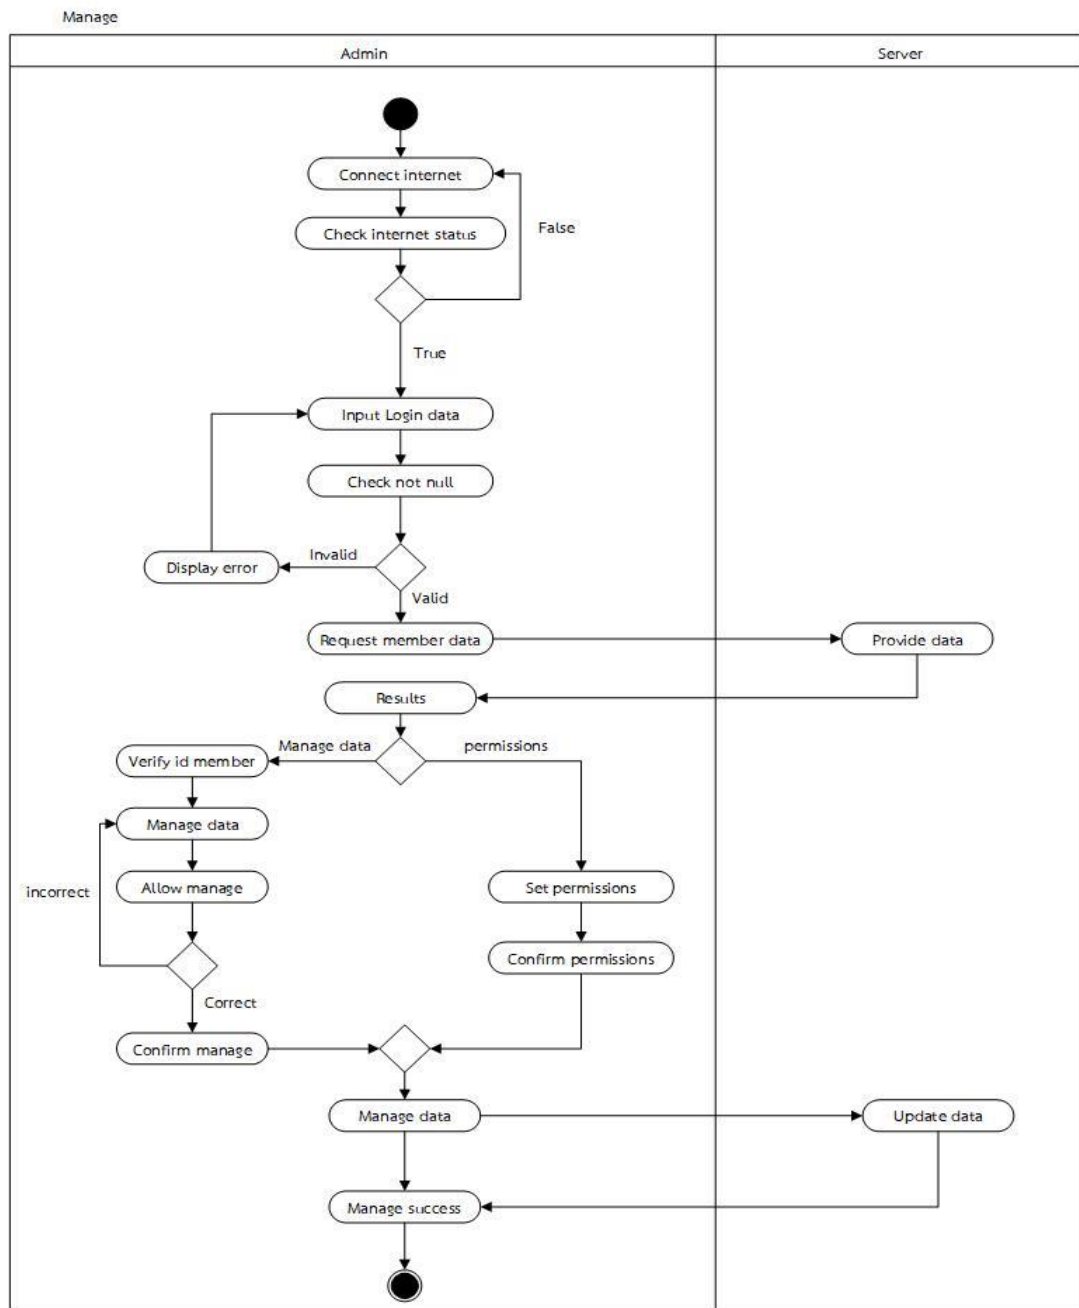 Manage
Admin
Server
Connect internet
Check internet status
False
True
Input Login data
Check not null
Invalid
Display error
Valid
Request member data
Provide data
Results
Manage data
permissions
Verify id member
Manage data
incorrect
Allow manage
Set permissions
Confirm permissions
Correct
Confirm manage
Manage data
Update data
Manage success